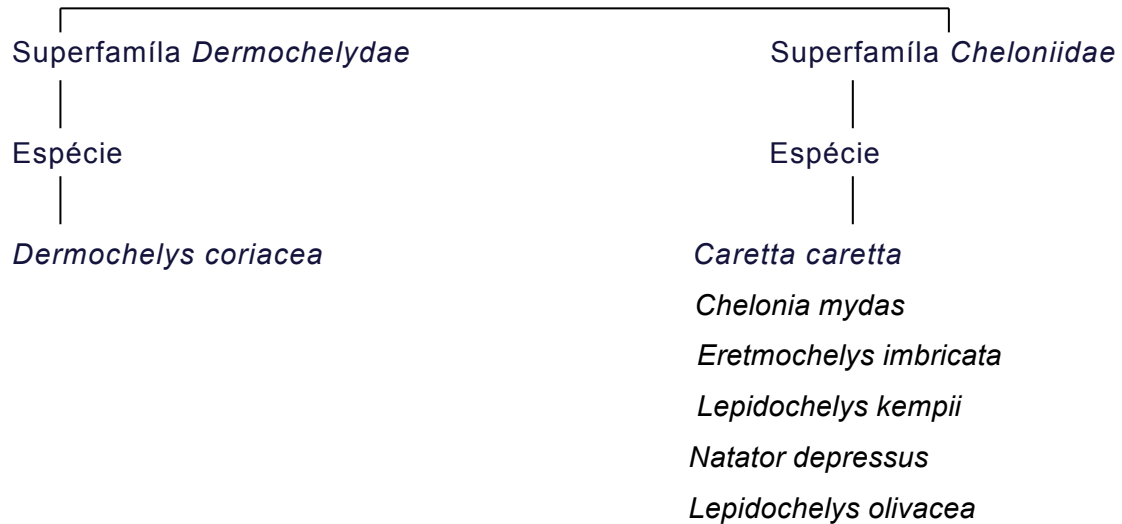 Superfamíla Dermochelydae
Superfamíla Cheloniidae
Espécie
Espécie
Dermochelys coriacea
Caretta caretta
Chelonia mydas
Eretmochelys imbricata
Lepidochelys kempii
Natator depressus
Lepidochelys olivacea